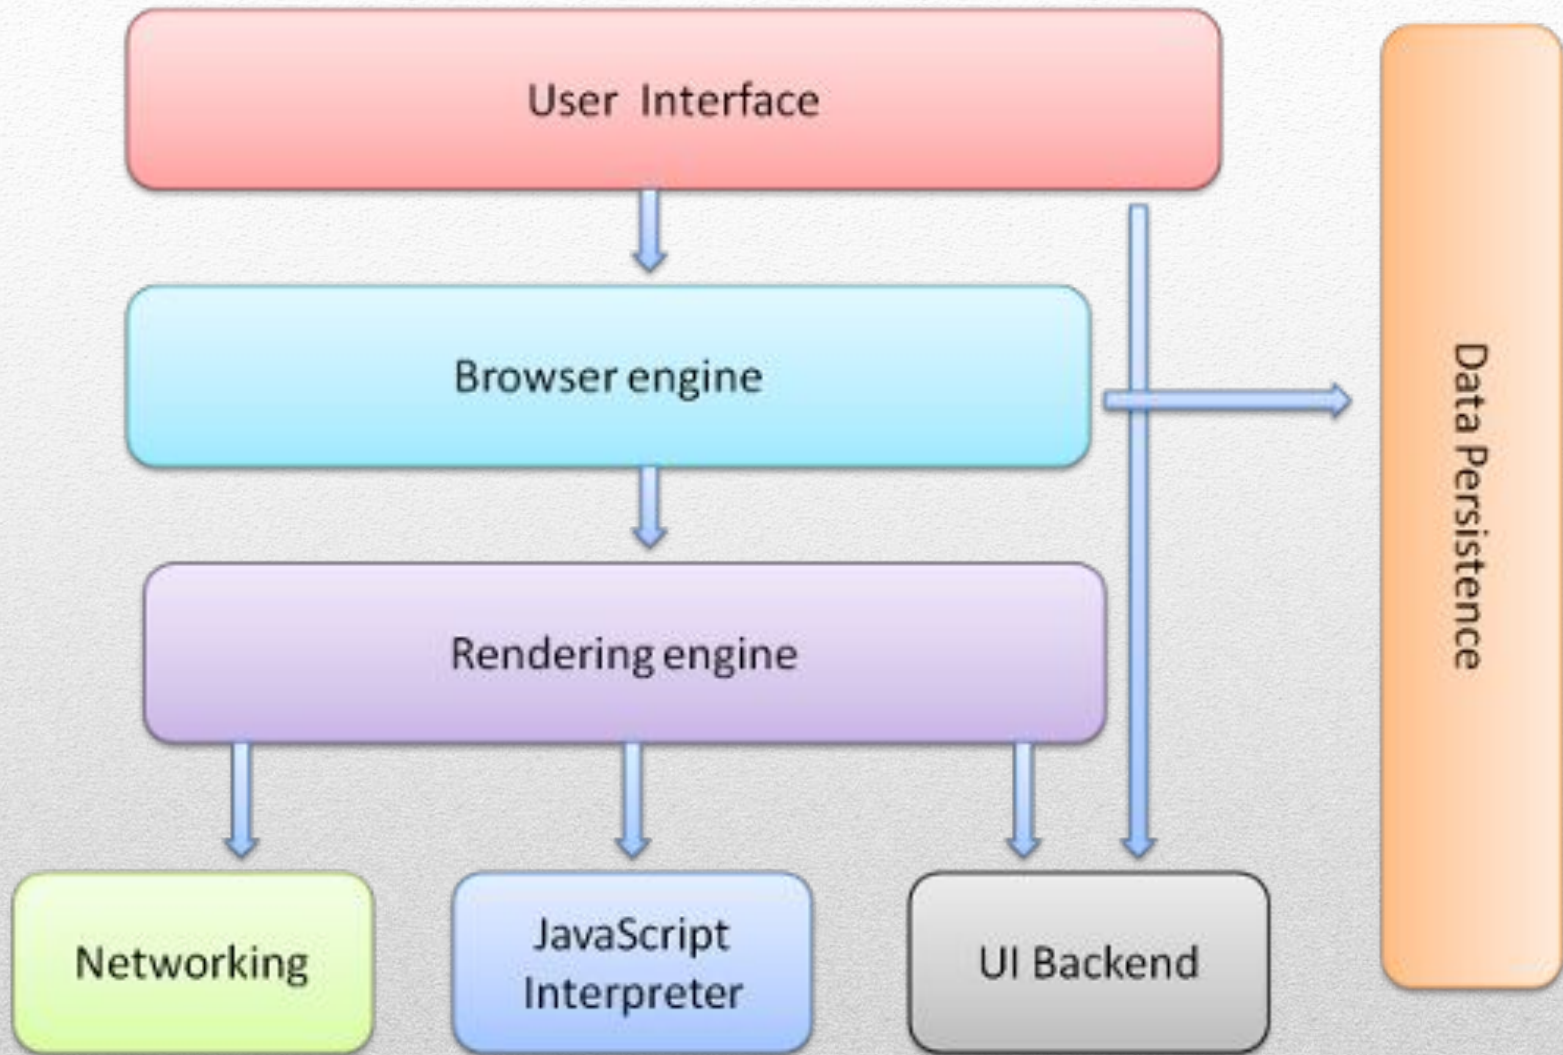 User Interface
Browser engine
Data Persistence
Rendering engine
Networking
JavaScript
Interpreter
UI Backend